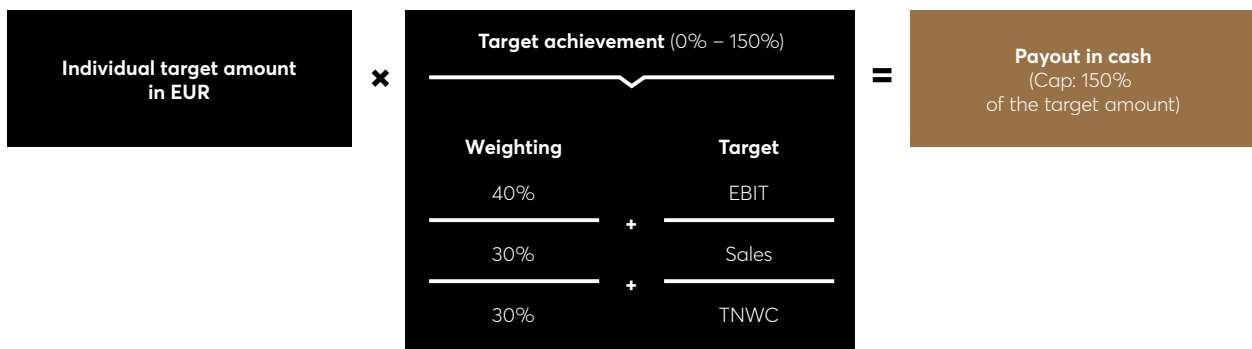 Individual target amount
in EUR
×
Target achievement (0% – 150%)
=
Payout in cash
(Cap: 150%
of the target amount)
Weighting Target
40% EBIT
+
30% Sales
+
30% TNWC